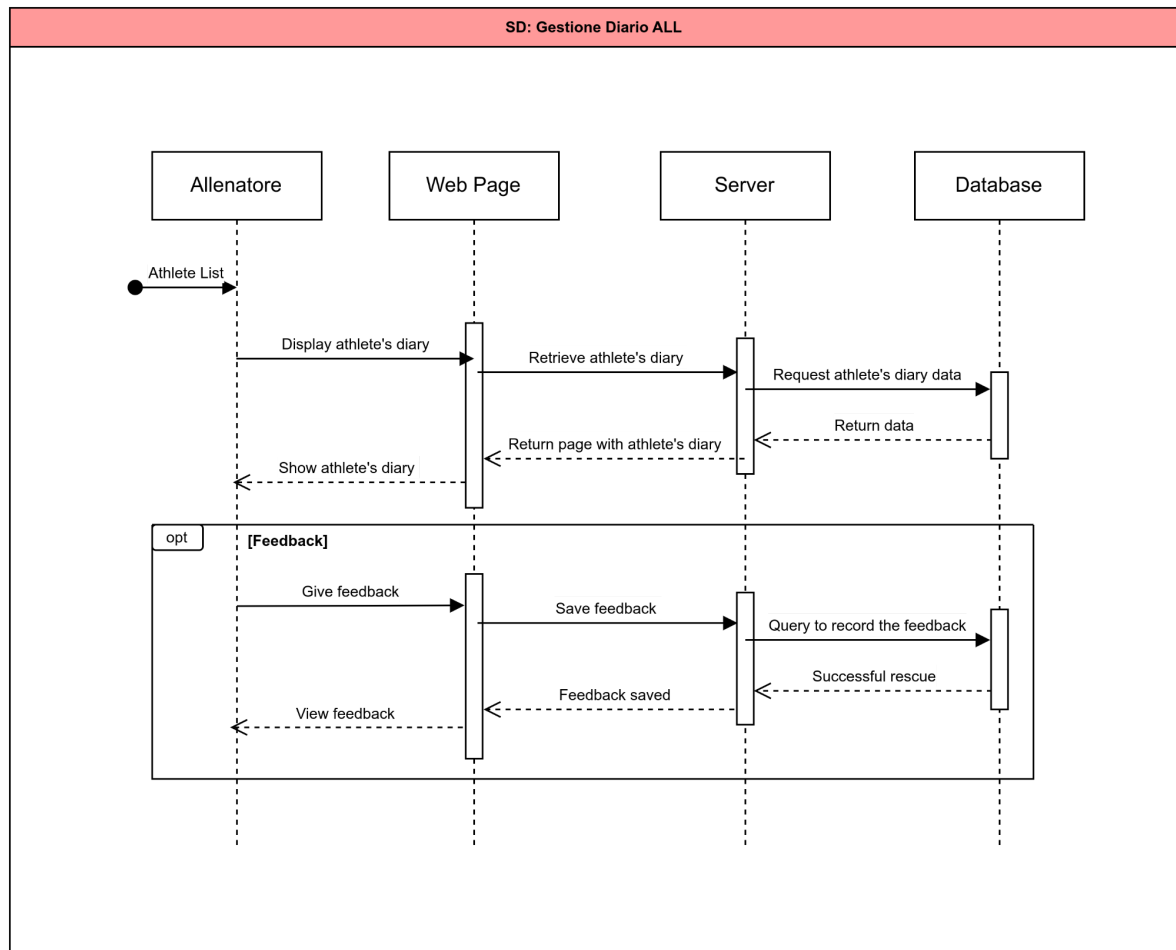 SD: Gestione Diario ALL
Allenatore
Web Page
Server
Database
Athlete List
Display athlete's diary
Retrieve athlete's diary
Request athlete's diary data
Return data
Return page with athlete's diary
Show athlete's diary
opt
[Feedback]
Give feedback
Save feedback
Query to record the feedback
Successful rescue
Feedback saved
View feedback